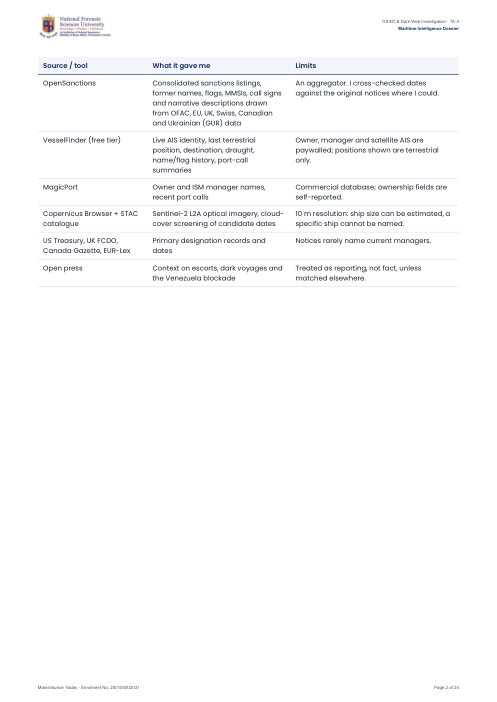 National Forensic
Sciences University
OSINT & Dark Web Investigation · TA-II
Maritime Intelligence Dossier
Source / tool What it gave me Limits
OpenSanctions
Consolidated sanctions listings,
former names, flags, MMSIs, call signs
and narrative descriptions drawn
from OFAC, EU, UK, Swiss, Canadian
and Ukrainian (GUR) data
An aggregator. I cross-checked dates
against the original notices where I could.
VesselFinder (free tier)
Live AIS identity, last terrestrial
position, destination, draught,
name/flag history, port-call
summaries
Owner, manager and satellite AIS are
paywalled; positions shown are terrestrial
only.
MagicPort
Owner and ISM manager names,
recent port calls
Commercial database; ownership fields are
self-reported.
Copernicus Browser + STAC
catalogue
Sentinel-2 L2A optical imagery, cloud-
cover screening of candidate dates
10 m resolution: ship size can be estimated, a
specific ship cannot be named.
US Treasury, UK FCDO,
Canada Gazette, EUR-Lex
Primary designation records and
dates
Notices rarely name current managers.
Open press
Context on escorts, dark voyages and
the Venezuela blockade
Treated as reporting, not fact, unless
matched elsewhere.
Enrolment No.
Page 2 of 24